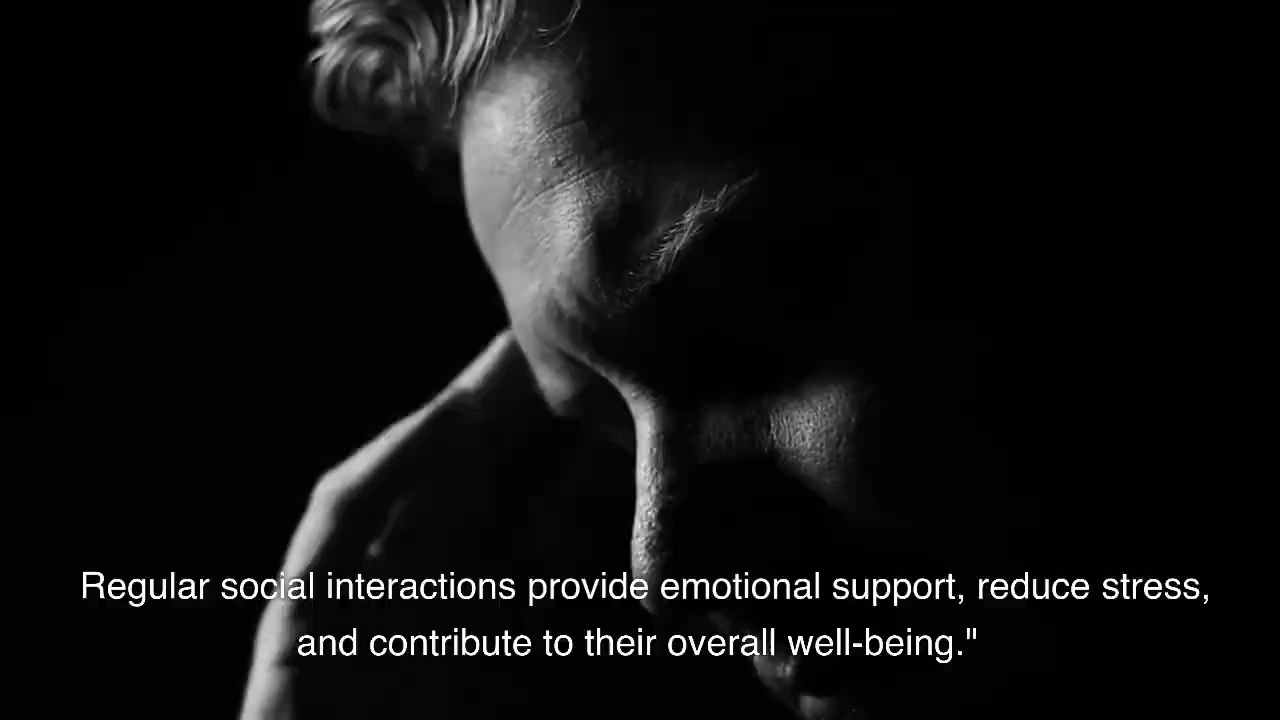 Regular social interactions provide emotional support, reduce stress,
and contribute to their overall well-being."